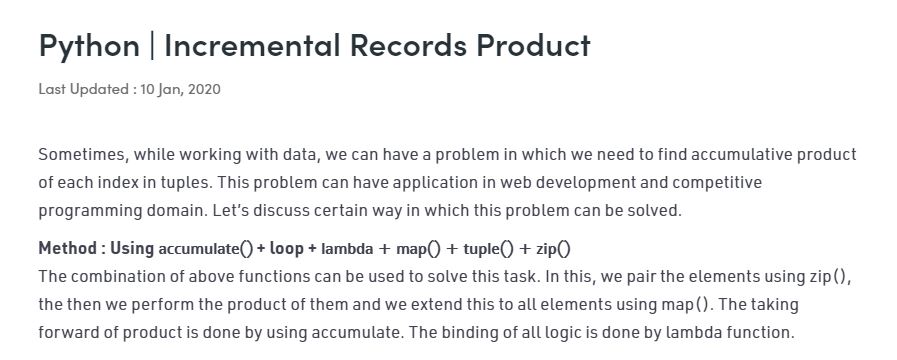 Python | Incremental Records Product
Last Updated : 10 Jan, 2020
Sometimes, while working with data, we can have a problem in which we need to find accumulative product
of each index in tuples. This problem can have application in web development and competitive
programming domain. Let’s discuss certain way in which this problem can be solved.
Method : Using accumulate() + loop + lambda + map() + tuple() + zip()
The combination of above functions can be used to solve this task. In this, we pair the elements using zip(),
the then we perform the product of them and we extend this to all elements using map(). The taking
forward of product is done by using accumulate. The binding of all logic is done by lambda function.